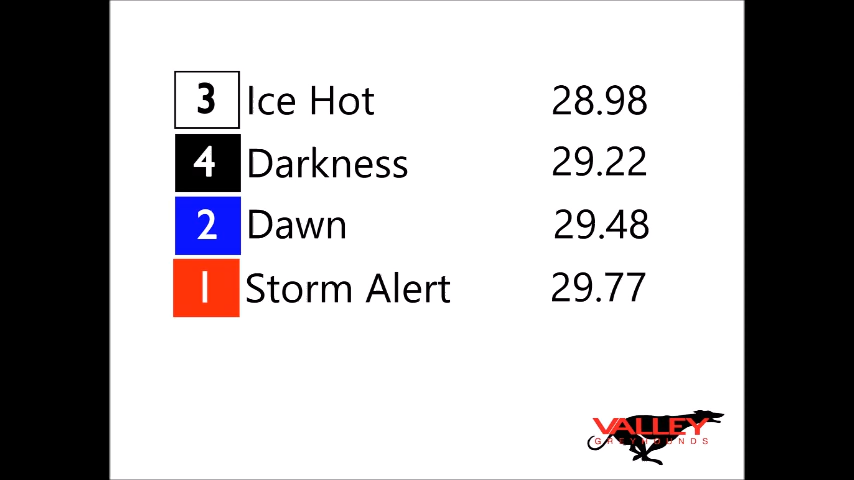 3 Ice Hot 28.98
4 Darkness 29.22
2 Dawn 29.48
1 Storm Alert 29.77
VALLEY
GREYHOUNDS